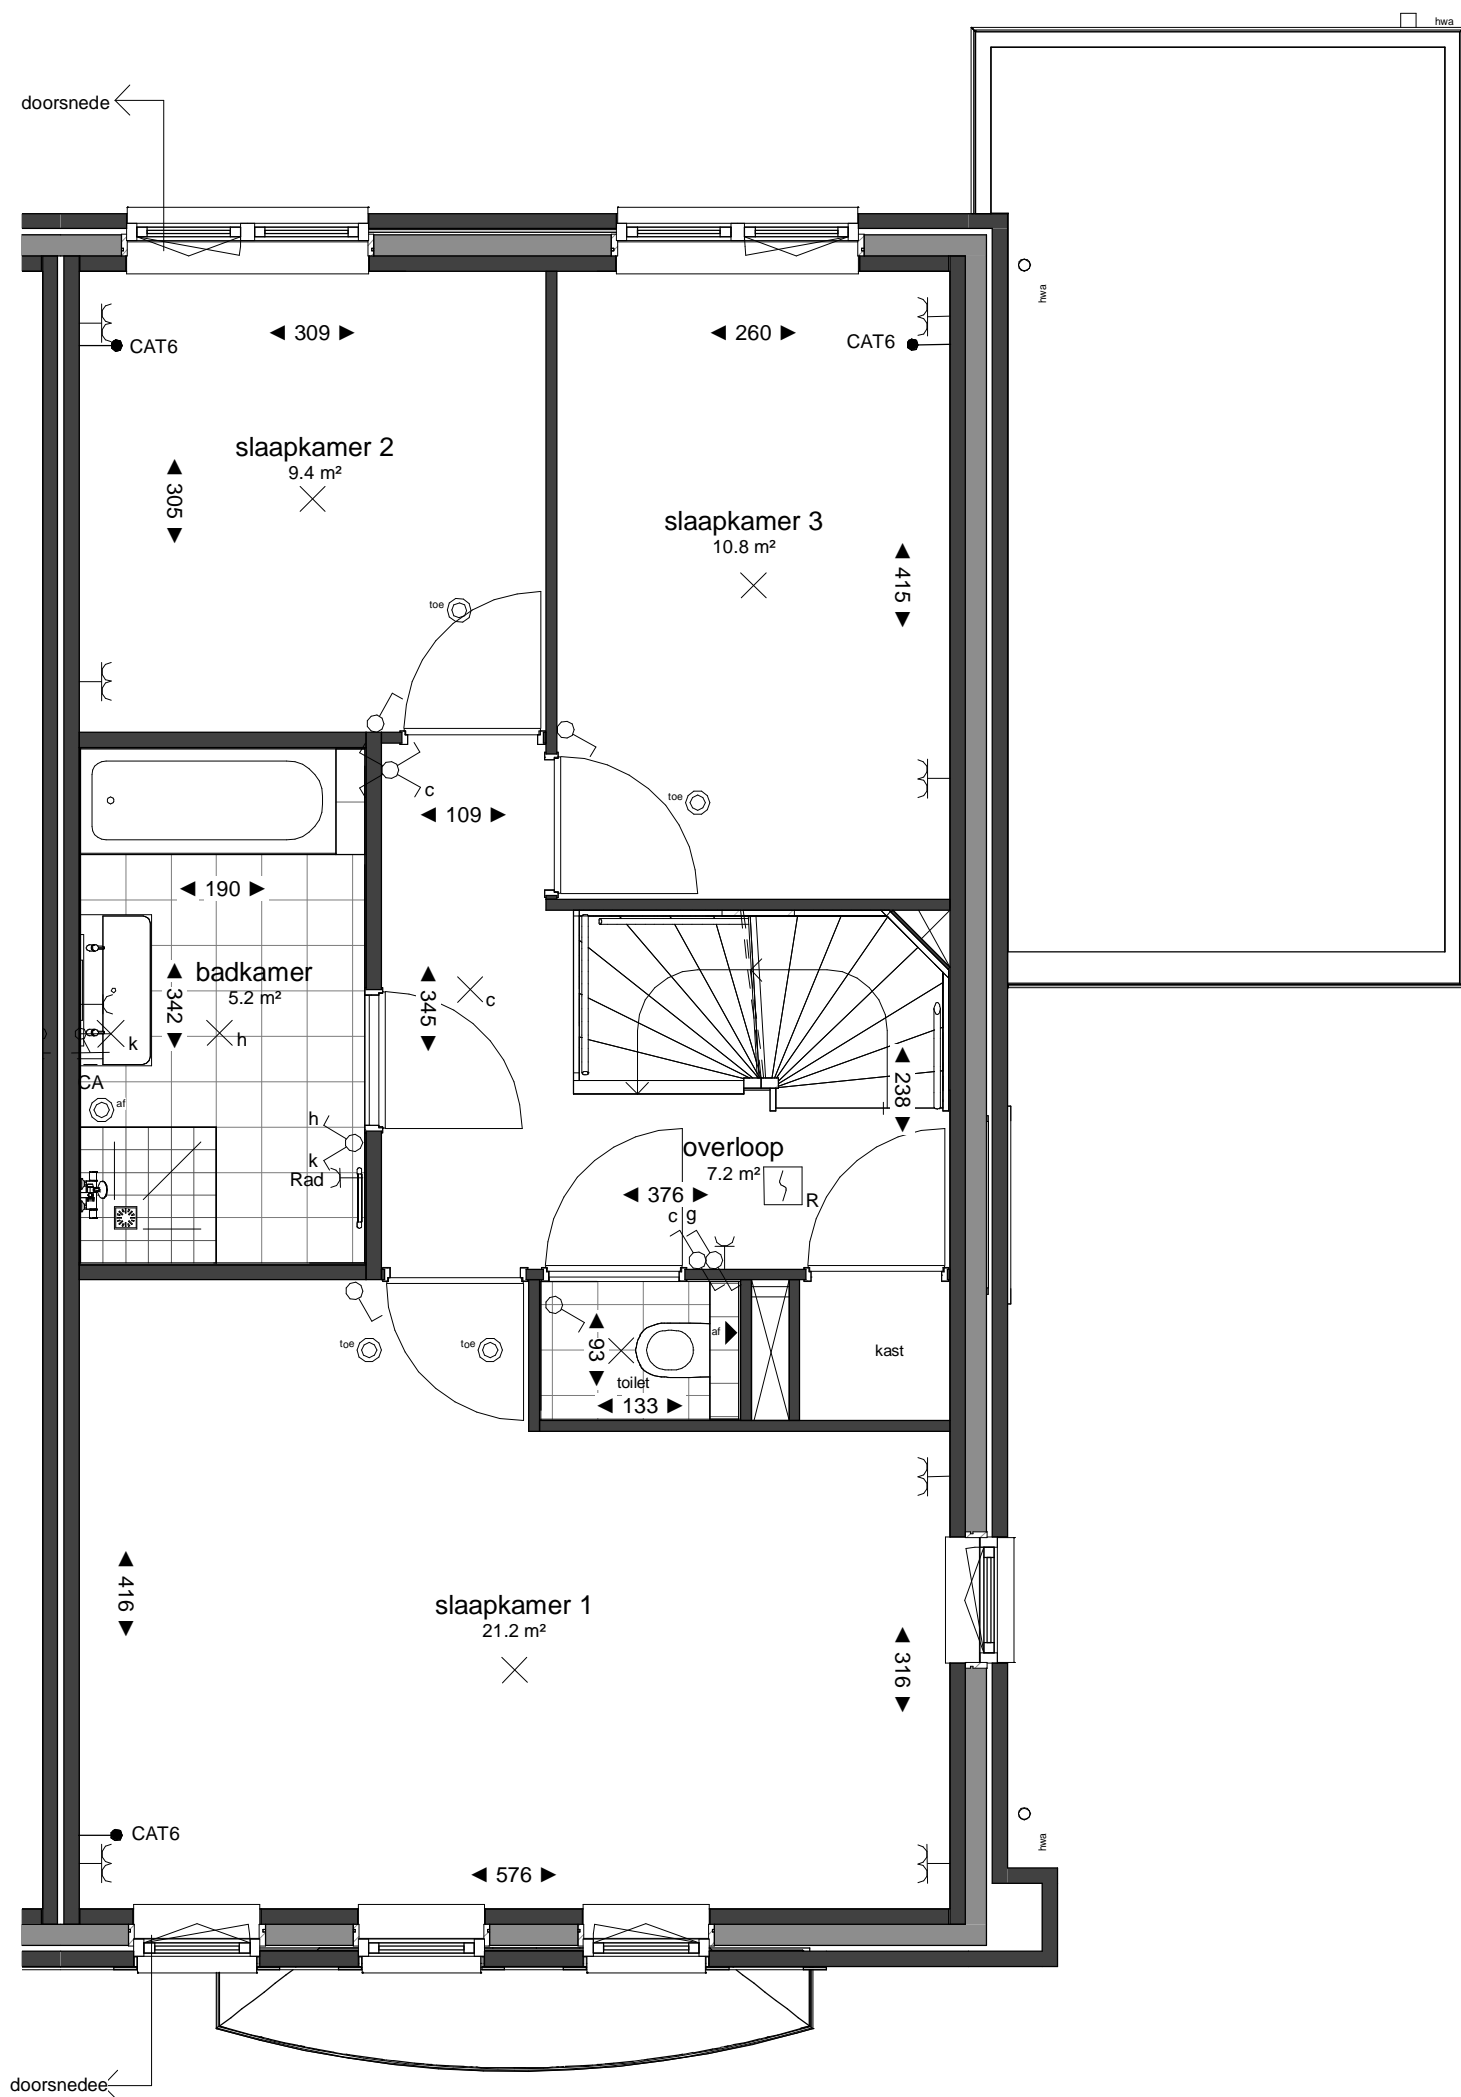 hwa
doorsnede
hwa
309
260
CAT6
CAT6
slaapkamer 2
9.4 m²
305
slaapkamer 3
10.8 m²
415
toe
c
toe
109
190
badkamer
5.2 m²
342
345
c
k
h
CA
af
238
h
k
Rad
overloop
7.2 m²
376
R
c g
toe
toe
93
af
toilet
133
kast
416
slaapkamer 1
21.2 m²
316
CAT6
hwa
576
doorsnedee